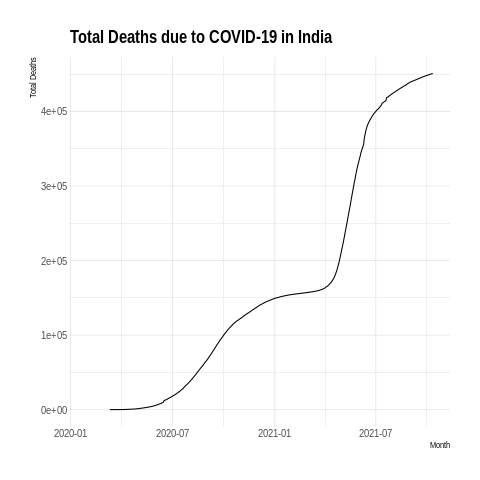 Total Deaths due to COVID-19 in India
Total Deaths
4e+05
3e+05
2e+05
1e+05
0e+00
2020-01 2020-07 2021-01 2021-07
Month